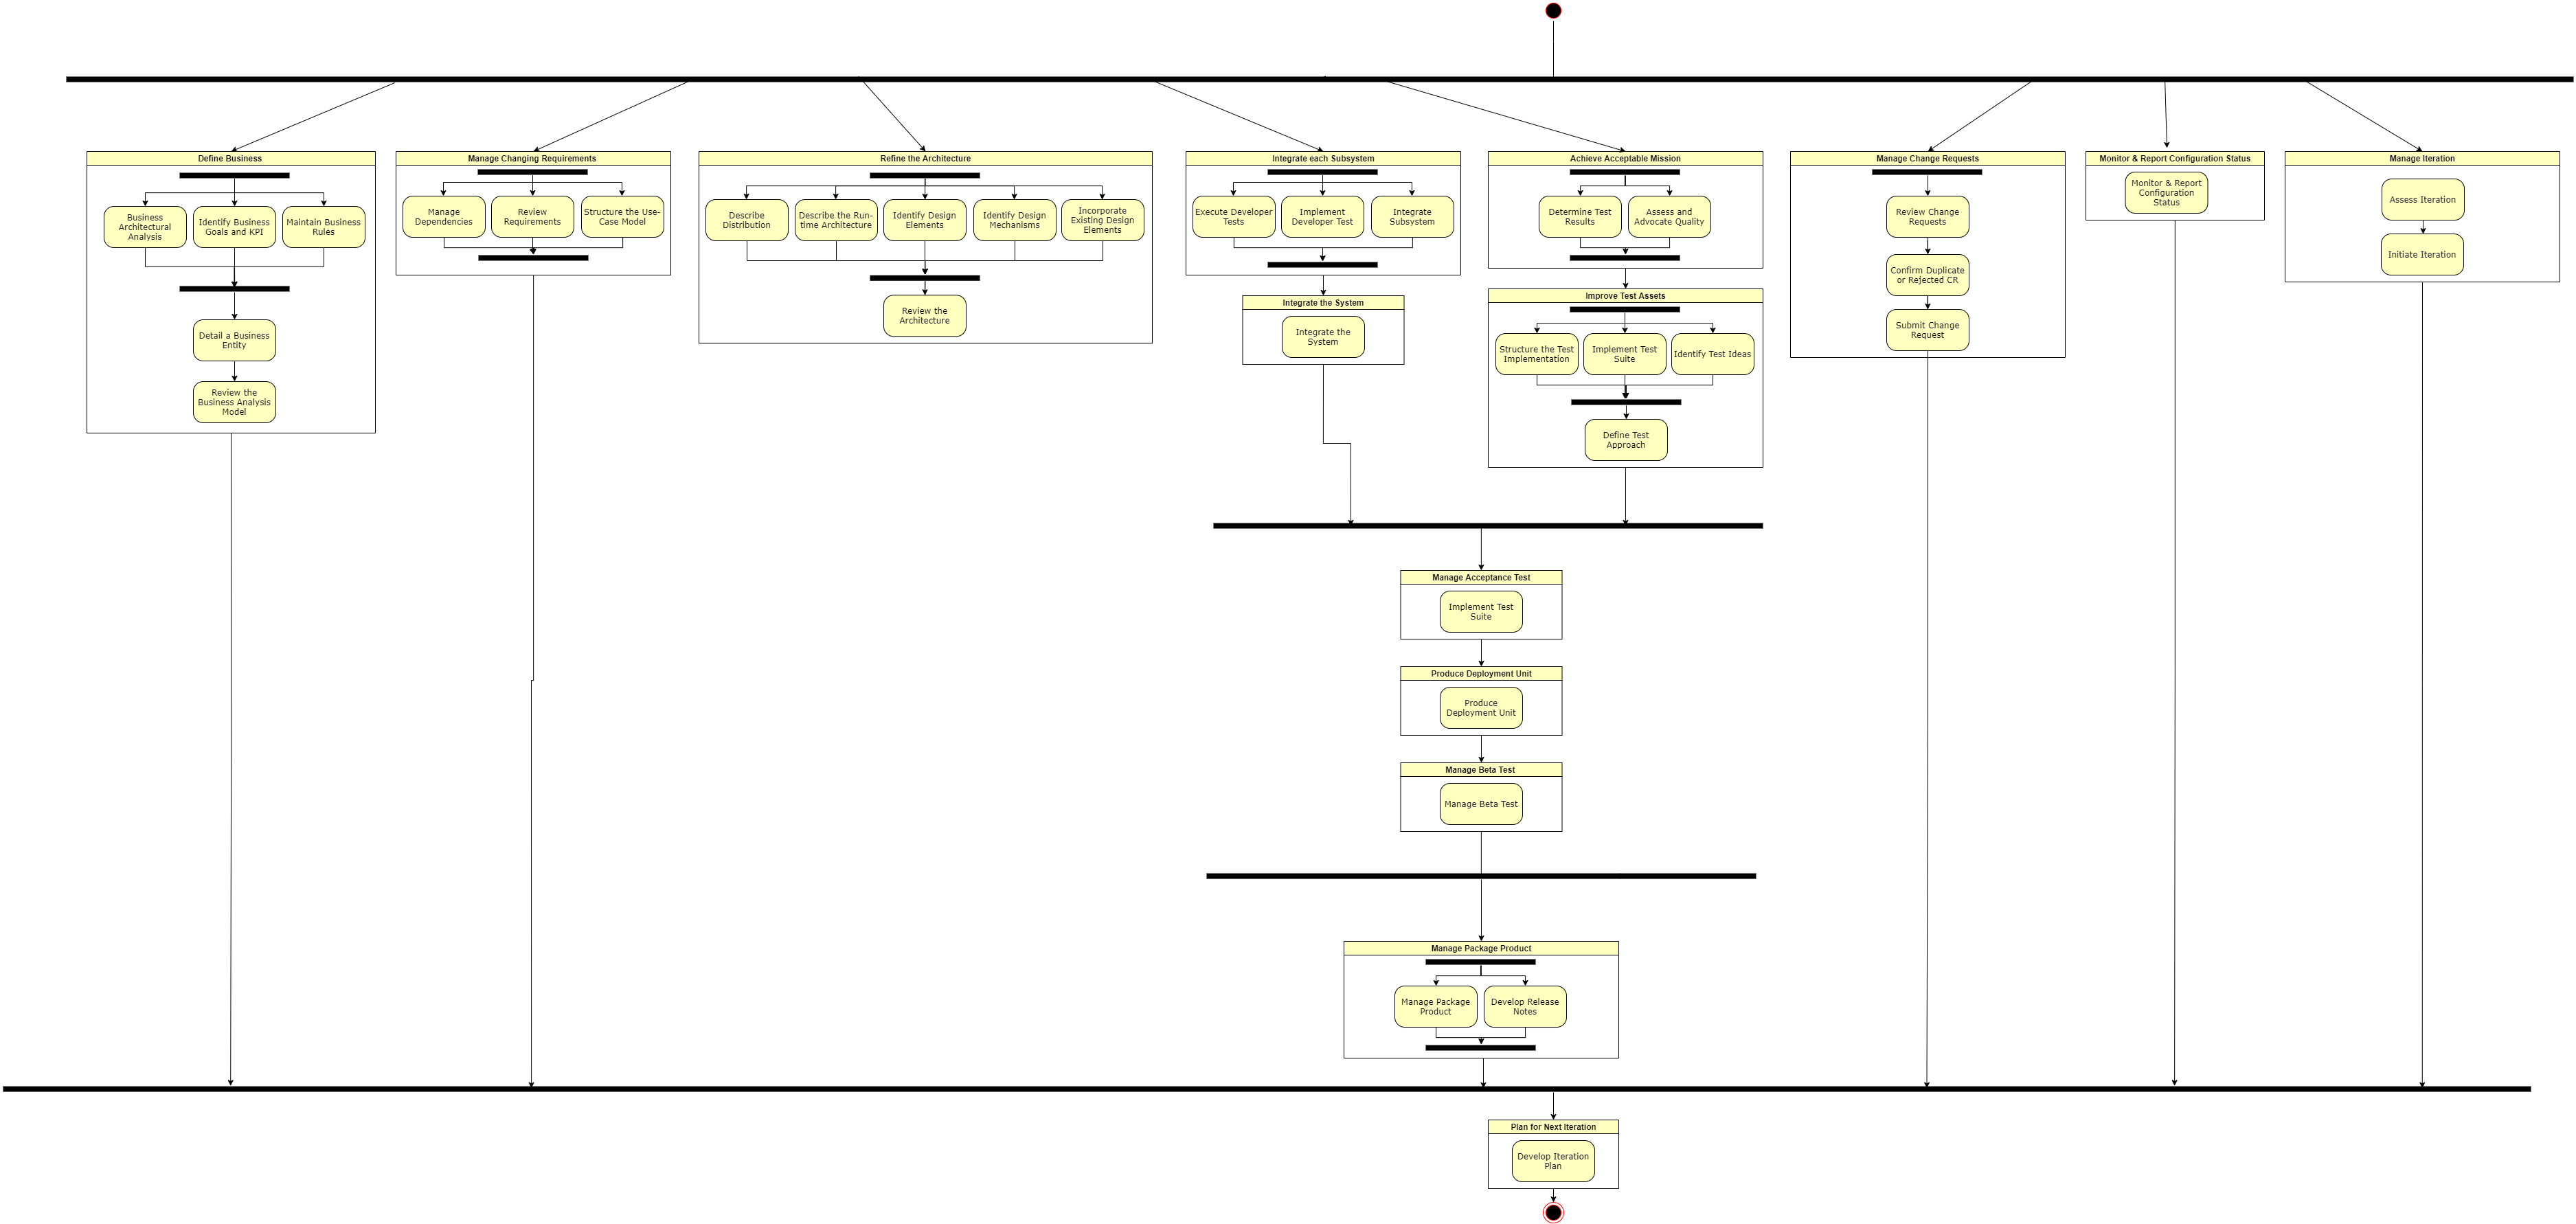 Define Business
Business
Architectural
Analysis
Identify Business
Goals and KPI
Maintain Business
Rules
Detail a Business
Entity
Review the
Business Analysis
Model
Manage Changing Requirements
Manage
Dependencies
Review
Requirements
Structure the Use-
Case Model
Refine the Architecture
Describe
Distribution
Describe the Run-
time Architecture
Identify Design
Elements
Identify Design
Mechanisms
Incorporate
Existing Design
Elements
Review the
Architecture
Integrate each Subsystem
Execute Developer
Tests
Implement
Developer Test
Integrate
Subsystem
Integrate the System
Integrate the
System
Achieve Acceptable Mission
Determine Test
Results
Assess and
Advocate Quality
Improve Test Assets
Structure the Test
Implementation
Implement Test
Suite
Identify Test Ideas
Define Test
Approach
Manage Change Requests
Review Change
Requests
Confirm Duplicate
or Rejected CR
Submit Change
Request
Monitor & Report Configuration Status
Monitor & Report
Configuration
Status
Manage Iteration
Assess Iteration
Initiate Iteration
Manage Acceptance Test
Implement Test
Suite
Produce Deployment Unit
Produce
Deployment Unit
Manage Beta Test
Manage Beta Test
Manage Package Product
Manage Package
Product
Develop Release
Notes
Plan for Next Iteration
Develop Iteration
Plan